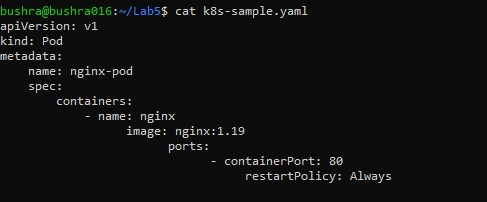 bushra@bushra016:~/Lab5$ cat k8s-sample.yaml
apiVersion: v1
kind: Pod
metadata:
    name: nginx-pod
    spec:
        containers:
            - name: nginx
                  image: nginx:1.19
                        ports:
                              - containerPort: 80
                                   restartPolicy: Always